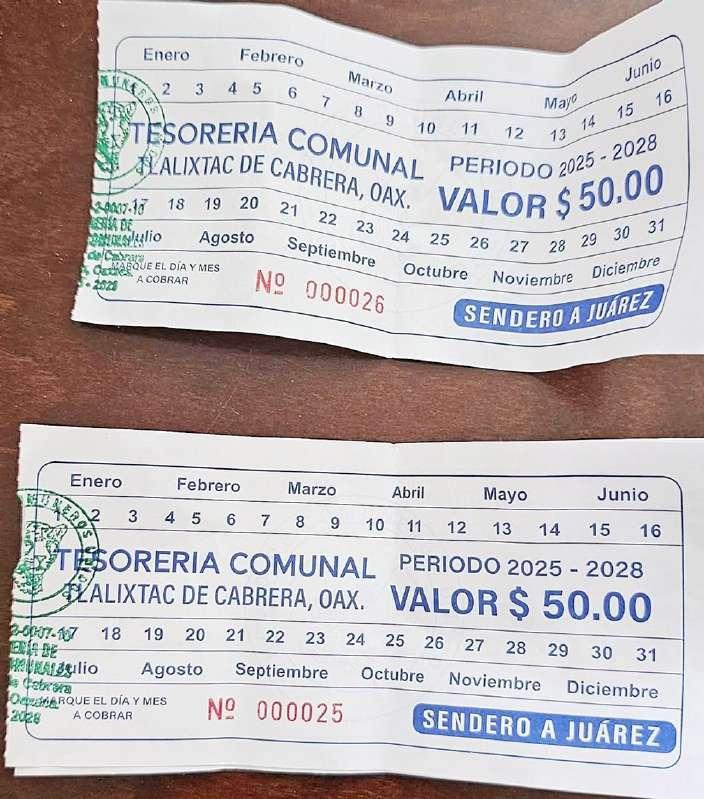 Enero Febrero Marzo Abril Mayo Junio
2 3 4 5 6 7 8 9 10 11 12 13 14 15 16
TESORERIA COMUNAL PERIODO 2025 - 2028
TLALIXTAC DE CABRERA, OAX. VALOR $ 50.00
17 18 19 20 21 22 23 24 25 26 27 28 29 30 31
Julio Agosto Septiembre Octubre Noviembre Diciembre
MARQUE EL DÍA Y MES
A COBRAR
Nº 000026
SENDERO A JUÁREZ
Enero Febrero Marzo Abril Mayo Junio
2 3 4 5 6 7 8 9 10 11 12 13 14 15 16
TESORERIA COMUNAL PERIODO 2025 - 2028
TLALIXTAC DE CABRERA, OAX. VALOR $ 50.00
17 18 19 20 21 22 23 24 25 26 27 28 29 30 31
Julio Agosto Septiembre Octubre Noviembre Diciembre
MARQUE EL DÍA Y MES
A COBRAR
Nº 000025
SENDERO A JUÁREZ